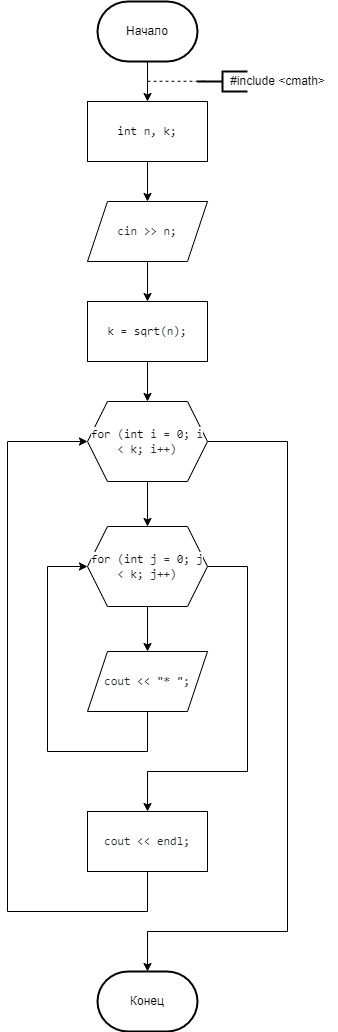 Начало
#include <cmath>
int n, k;
cin >> n;
k = sqrt(n);
for (int i = 0; i
< k; i++)
for (int j = 0; j
< k; j++)
cout << "* ";
cout << endl;
Конец